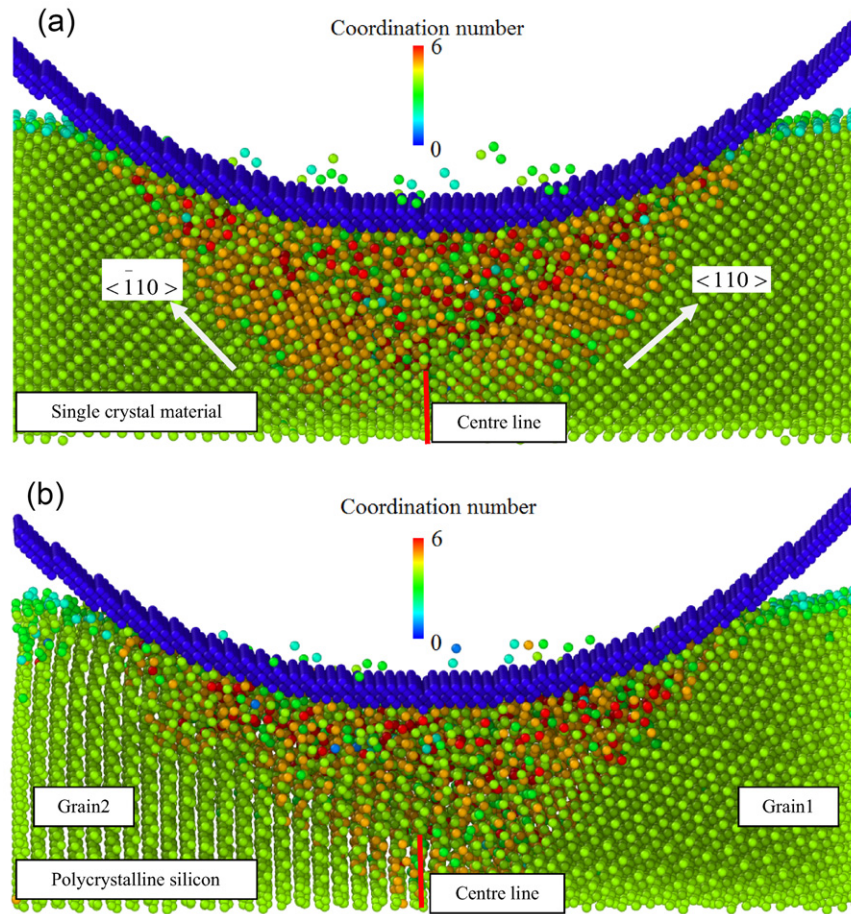 (a)
Coordination number
6
0
< 1̄10 >
< 110 >
Single crystal material
Centre line
(b)
Coordination number
6
0
Grain2
Grain1
Polycrystalline silicon
Centre line